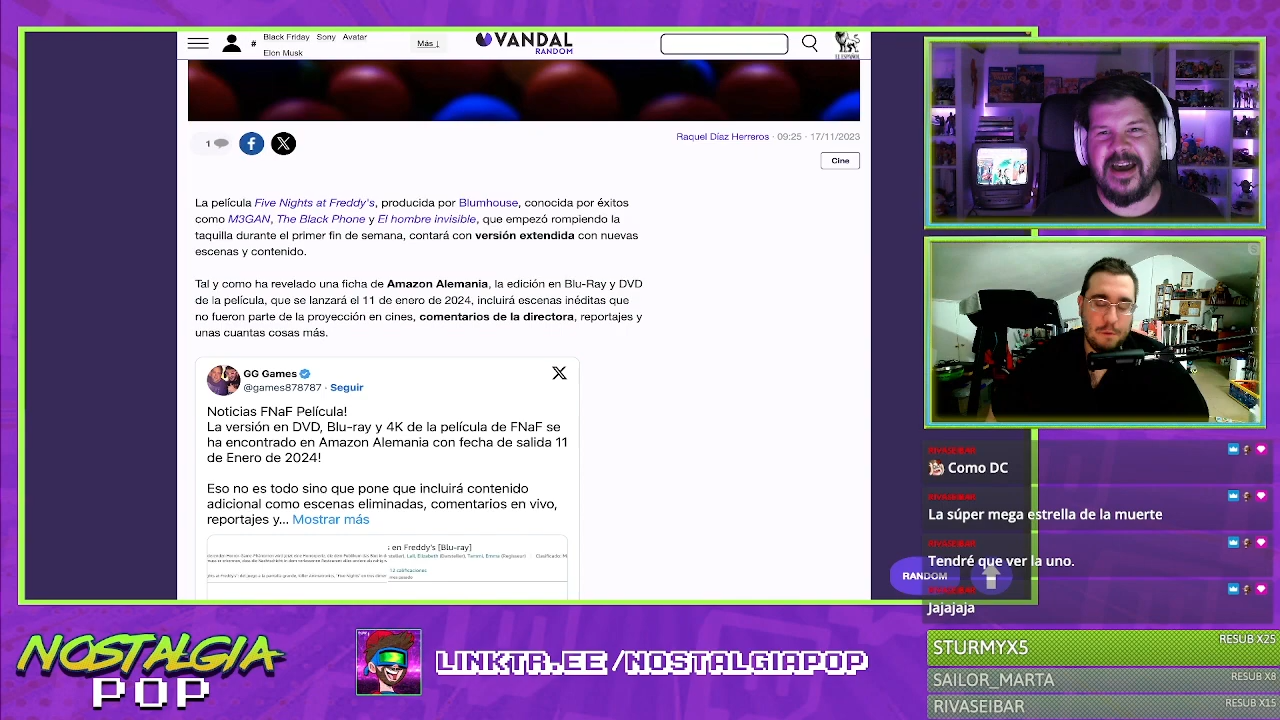 # Black Friday Sony Avatar
Elon Musk
Más ↓
VANDAL
RANDOM
EL ESPAÑOL
1
Raquel Díaz Herreros · 09:25 · 17/11/2023
Cine
La película Five Nights at Freddy's, producida por Blumhouse, conocida por éxitos
como M3GAN, The Black Phone y El hombre invisible, que empezó rompiendo la
taquilla durante el primer fin de semana, contará con versión extendida con nuevas
escenas y contenido.
Tal y como ha revelado una ficha de Amazon Alemania, la edición en Blu-Ray y DVD
de la película, que se lanzará el 11 de enero de 2024, incluirá escenas inéditas que
no fueron parte de la proyección en cines, comentarios de la directora, reportajes y
unas cuantas cosas más.
GG Games
@games878787 · Seguir
Noticias FNaF Película!
La versión en DVD, Blu-ray y 4K de la película de FNaF se
ha encontrado en Amazon Alemania con fecha de salida 11
de Enero de 2024!
Eso no es todo sino que pone que incluirá contenido
adicional como escenas eliminadas, comentarios en vivo,
reportajes y... Mostrar más
en Freddy's [Blu-ray]
RIVASEIBAR
Como DC
RIVASEIBAR
La súper mega estrella de la muerte
RIVASEIBAR
Tendré que ver la uno.
RANDOM
Jajajaja
STURMYX5 RESUB X25
SAILOR_MARTA RESUB X8
RIVASEIBAR RESUB X15
NOSTALGIA
POP
LINKTR.EE/NOSTALGIAPOP